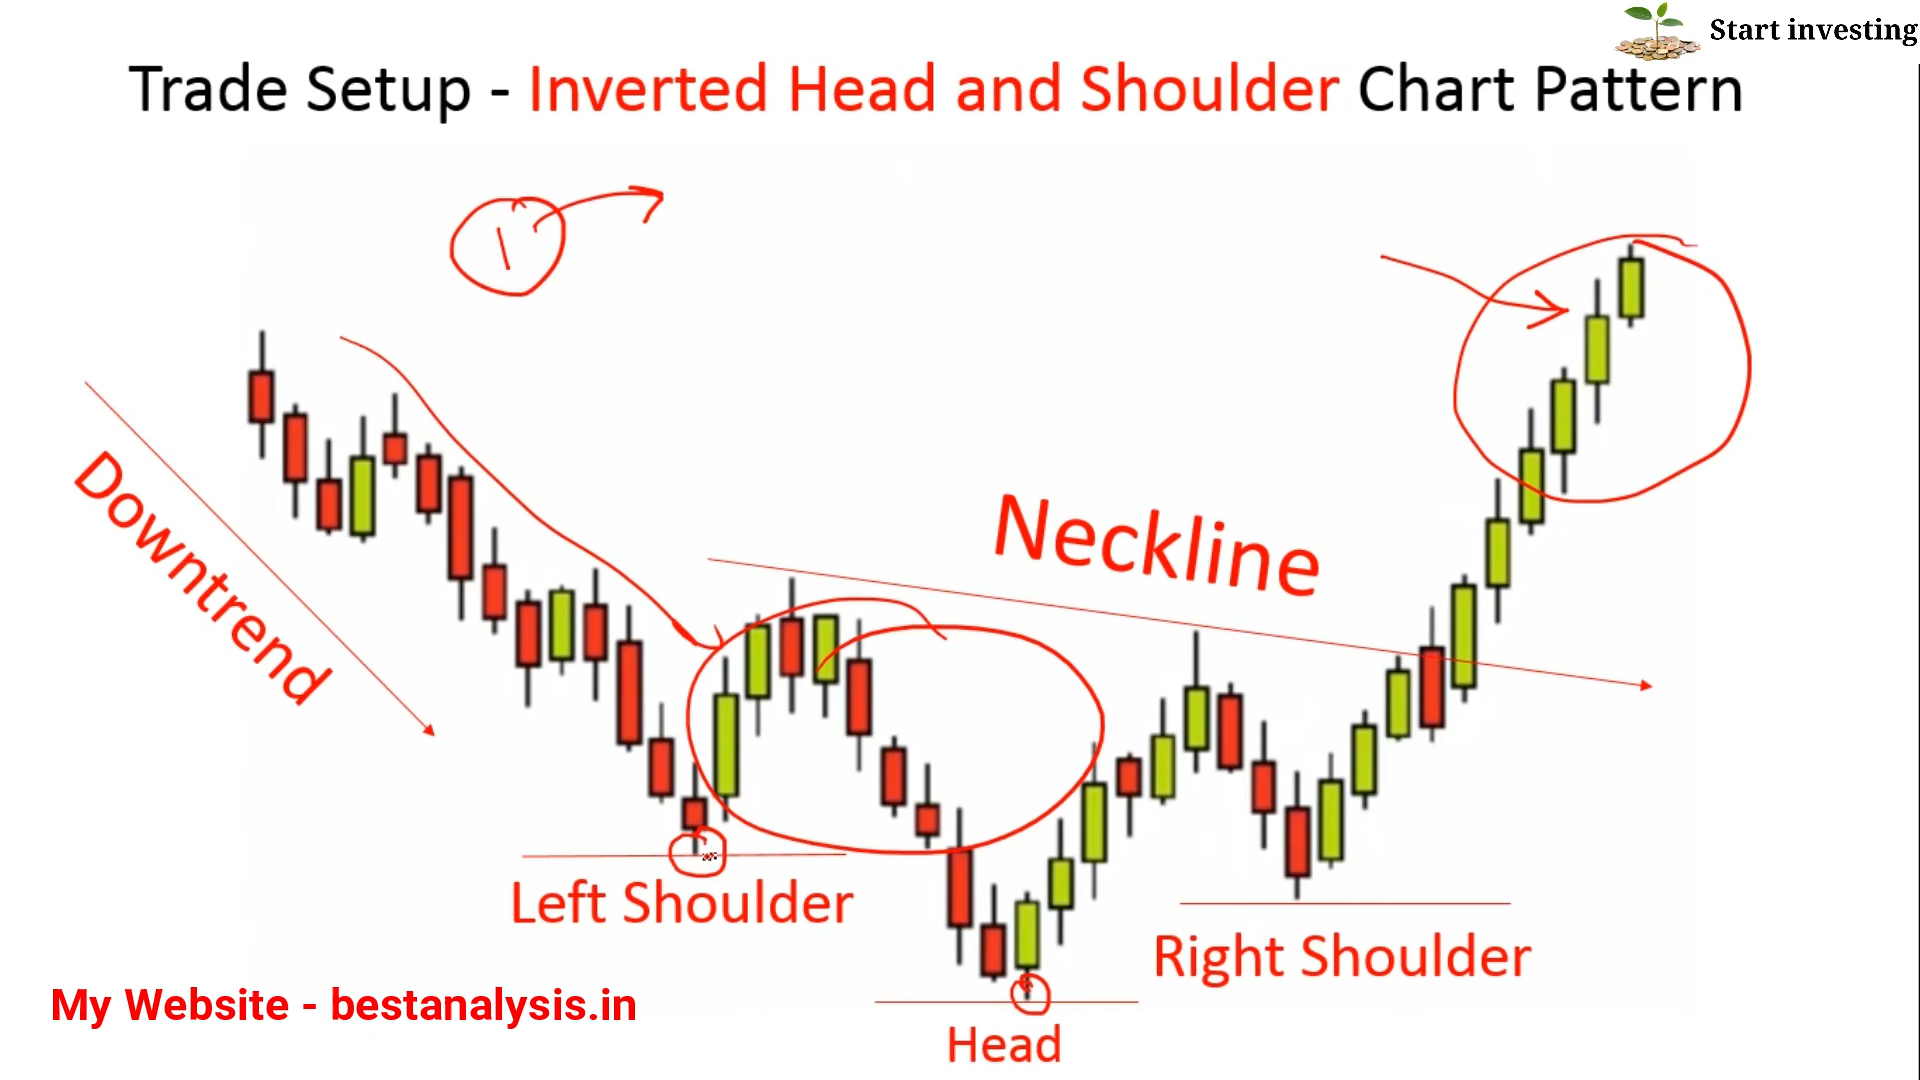 Start investing
Trade Setup - Inverted Head and Shoulder Chart Pattern
1
Downtrend
Neckline
Left Shoulder
Right Shoulder
My Website - bestanalysis.in
Head